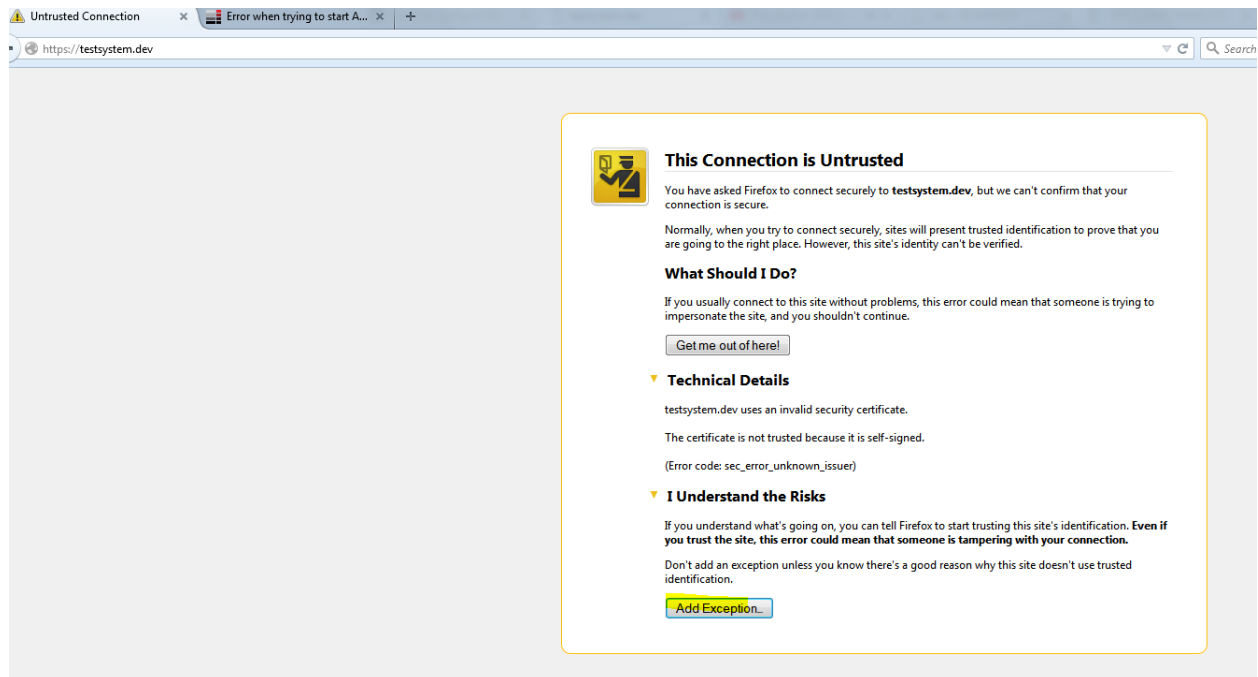 Untrusted Connection
Error when trying to start A...
https://testsystem.dev
Search
This Connection is Untrusted
You have asked Firefox to connect securely to testsystem.dev, but we can't confirm that your
connection is secure.
Normally, when you try to connect securely, sites will present trusted identification to prove that you
are going to the right place. However, this site's identity can't be verified.
What Should I Do?
If you usually connect to this site without problems, this error could mean that someone is trying to
impersonate the site, and you shouldn't continue.
Get me out of here!
Technical Details
testsystem.dev uses an invalid security certificate.
The certificate is not trusted because it is self-signed.
(Error code: sec_error_unknown_issuer)
I Understand the Risks
If you understand what's going on, you can tell Firefox to start trusting this site's identification. Even if
you trust the site, this error could mean that someone is tampering with your connection.
Don't add an exception unless you know there's a good reason why this site doesn't use trusted
identification.
Add Exception...